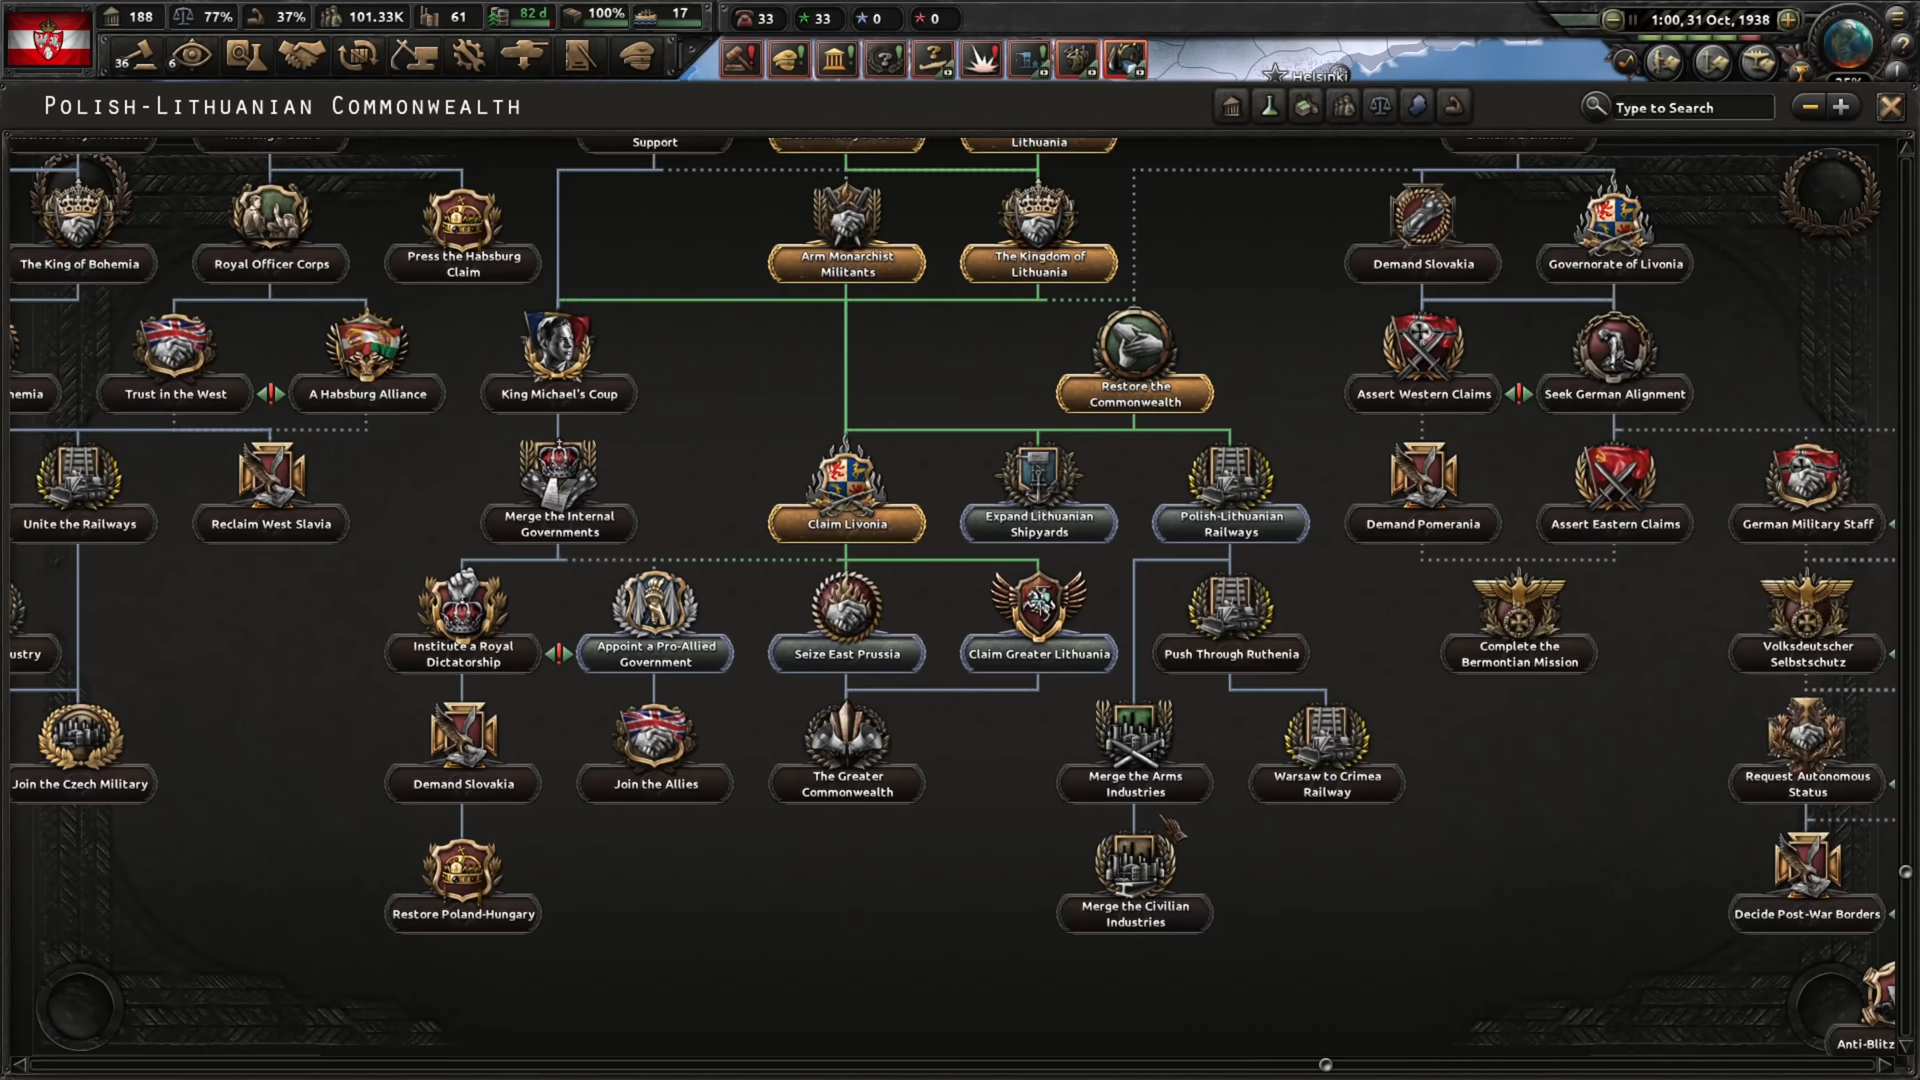 188 77% 37% 101.33K 61 82 d 100% 17 33 33 0 0 1:00, 31 Oct, 1938
36 6
Helsinki
25%
POLISH-LITHUANIAN COMMONWEALTH
Type to Search
Support
Lithuania
The King of Bohemia
Royal Officer Corps
Press the Habsburg
Claim
Arm Monarchist
Militants
The Kingdom of
Lithuania
Demand Slovakia
Governorate of Livonia
hemia
Trust in the West
A Habsburg Alliance
King Michael's Coup
Restore the
Commonwealth
Assert Western Claims
Seek German Alignment
Unite the Railways
Reclaim West Slavia
Merge the Internal
Governments
Claim Livonia
Expand Lithuanian
Shipyards
Polish-Lithuanian
Railways
Demand Pomerania
Assert Eastern Claims
German Military Staff
ustry
Institute a Royal
Dictatorship
Appoint a Pro-Allied
Government
Seize East Prussia
Claim Greater Lithuania
Push Through Ruthenia
Complete the
Bermontian Mission
Volksdeutscher
Selbstschutz
Join the Czech Military
Demand Slovakia
Join the Allies
The Greater
Commonwealth
Merge the Arms
Industries
Warsaw to Crimea
Railway
Request Autonomous
Status
Restore Poland-Hungary
Merge the Civilian
Industries
Decide Post-War Borders
Anti-Blitz